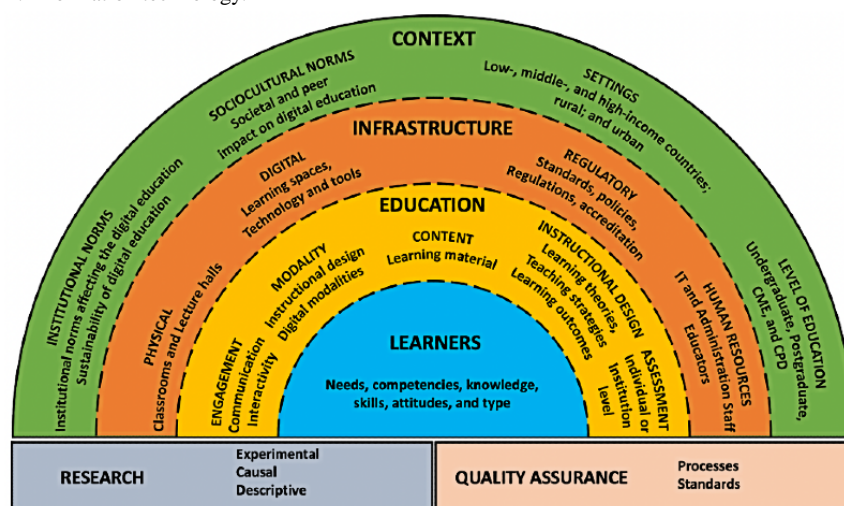 CONTEXT
INSTITUTIONAL NORMS
Institutional norms affecting the digital education
Sustainability of digital education
SOCIOCULTURAL NORMS
Societal and peer
impact on digital education
SETTINGS
Low-, middle-, and high-income countries;
rural; and urban
LEVEL OF EDUCATION
Undergraduate, Postgraduate,
CME, and CPD
INFRASTRUCTURE
PHYSICAL
Classrooms and Lecture halls
DIGITAL
Learning spaces,
Technology and tools
REGULATORY
Standards, policies,
Regulations, accreditation
HUMAN RESOURCES
IT and Administration Staff
Educators
EDUCATION
ENGAGEMENT
Communication
Interactivity
MODALITY
Instructional design
Digital modalities
CONTENT
Learning material
INSTRUCTIONAL DESIGN
Learning theories,
Teaching strategies
Learning outcomes
ASSESSMENT
Individual or
Institution
level
LEARNERS
Needs, competencies, knowledge,
skills, attitudes, and type
RESEARCH
Experimental
Causal
Descriptive
QUALITY ASSURANCE
Processes
Standards